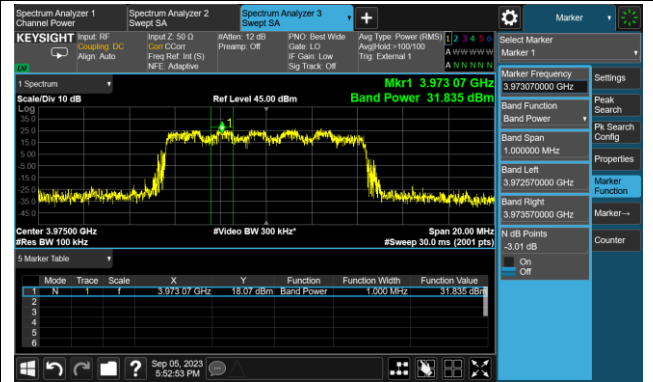 Spectrum Analyzer 1
Channel Power
Spectrum Analyzer 2
Swept SA
Spectrum Analyzer 3
Swept SA
Marker
KEYSIGHT
Input: RF
Coupling: DC
Align: Auto
Input Z: 50 Ω
Corr CCorr
Freq Ref: Int (S)
NFE: Adaptive
#Atten: 12 dB
Preamp: Off
PNO: Best Wide
Gate: LO
IF Gain: Low
Sig Track: Off
Avg Type: Power (RMS)
Avg|Hold >100/100
Trig: External 1
1 2 3 4 5 6
A W W W W W
A N N N N N
LXI
Select Marker
Marker 1
1 Spectrum
Mkr1 3.973 07 GHz
Scale/Div 10 dB
Ref Level 45.00 dBm
Band Power 31.835 dBm
Log
35.0
25.0
15.0
5.00
-5.00
-15.0
-25.0
-35.0
-45.0
1
Center 3.97500 GHz
#Video BW 300 kHz*
Span 20.00 MHz
#Res BW 100 kHz
#Sweep 30.0 ms (2001 pts)
5 Marker Table
Mode Trace Scale X Y Function Function Width Function Value
1 N 1 f 3.973 07 GHz 18.07 dBm Band Power 1.000 MHz 31.835 dBm
2
3
4
5
6
Marker Frequency
3.973070000 GHz
Band Function
Band Power
Band Span
1.000000 MHz
Band Left
3.972570000 GHz
Band Right
3.973570000 GHz
N dB Points
-3.01 dB
On
Off
Settings
Peak
Search
Pk Search
Config
Properties
Marker
Function
Marker→
Counter
?
Sep 05, 2023
5:52:53 PM